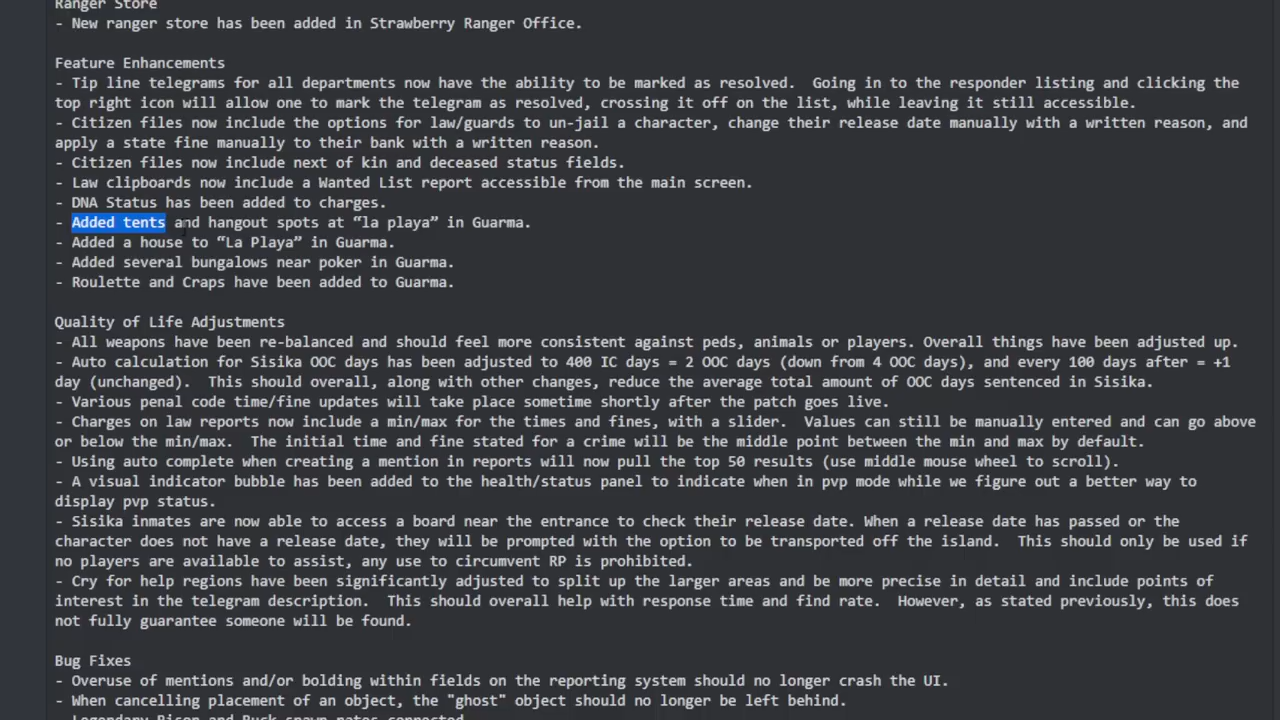 Ranger Store
- New ranger store has been added in Strawberry Ranger Office.
Feature Enhancements
- Tip line telegrams for all departments now have the ability to be marked as resolved.  Going in to the responder listing and clicking the
top right icon will allow one to mark the telegram as resolved, crossing it off on the list, while leaving it still accessible.
- Citizen files now include the options for law/guards to un-jail a character, change their release date manually with a written reason, and
apply a state fine manually to their bank with a written reason.
- Citizen files now include next of kin and deceased status fields.
- Law clipboards now include a Wanted List report accessible from the main screen.
- DNA Status has been added to charges.
- Added tents and hangout spots at “la playa” in Guarma.
- Added a house to “La Playa” in Guarma.
- Added several bungalows near poker in Guarma.
- Roulette and Craps have been added to Guarma.
Quality of Life Adjustments
- All weapons have been re-balanced and should feel more consistent against peds, animals or players. Overall things have been adjusted up.
- Auto calculation for Sisika OOC days has been adjusted to 400 IC days = 2 OOC days (down from 4 OOC days), and every 100 days after = +1
day (unchanged).  This should overall, along with other changes, reduce the average total amount of OOC days sentenced in Sisika.
- Various penal code time/fine updates will take place sometime shortly after the patch goes live.
- Charges on law reports now include a min/max for the times and fines, with a slider.  Values can still be manually entered and can go above
or below the min/max.  The initial time and fine stated for a crime will be the middle point between the min and max by default.
- Using auto complete when creating a mention in reports will now pull the top 50 results (use middle mouse wheel to scroll).
- A visual indicator bubble has been added to the health/status panel to indicate when in pvp mode while we figure out a better way to
display pvp status.
- Sisika inmates are now able to access a board near the entrance to check their release date. When a release date has passed or the
character does not have a release date, they will be prompted with the option to be transported off the island.  This should only be used if
no players are available to assist, any use to circumvent RP is prohibited.
- Cry for help regions have been significantly adjusted to split up the larger areas and be more precise in detail and include points of
interest in the telegram description.  This should overall help with response time and find rate.  However, as stated previously, this does
not fully guarantee someone will be found.
Bug Fixes
- Overuse of mentions and/or bolding within fields on the reporting system should no longer crash the UI.
- When cancelling placement of an object, the "ghost" object should no longer be left behind.
- Legendary Bison and Buck spawn rates